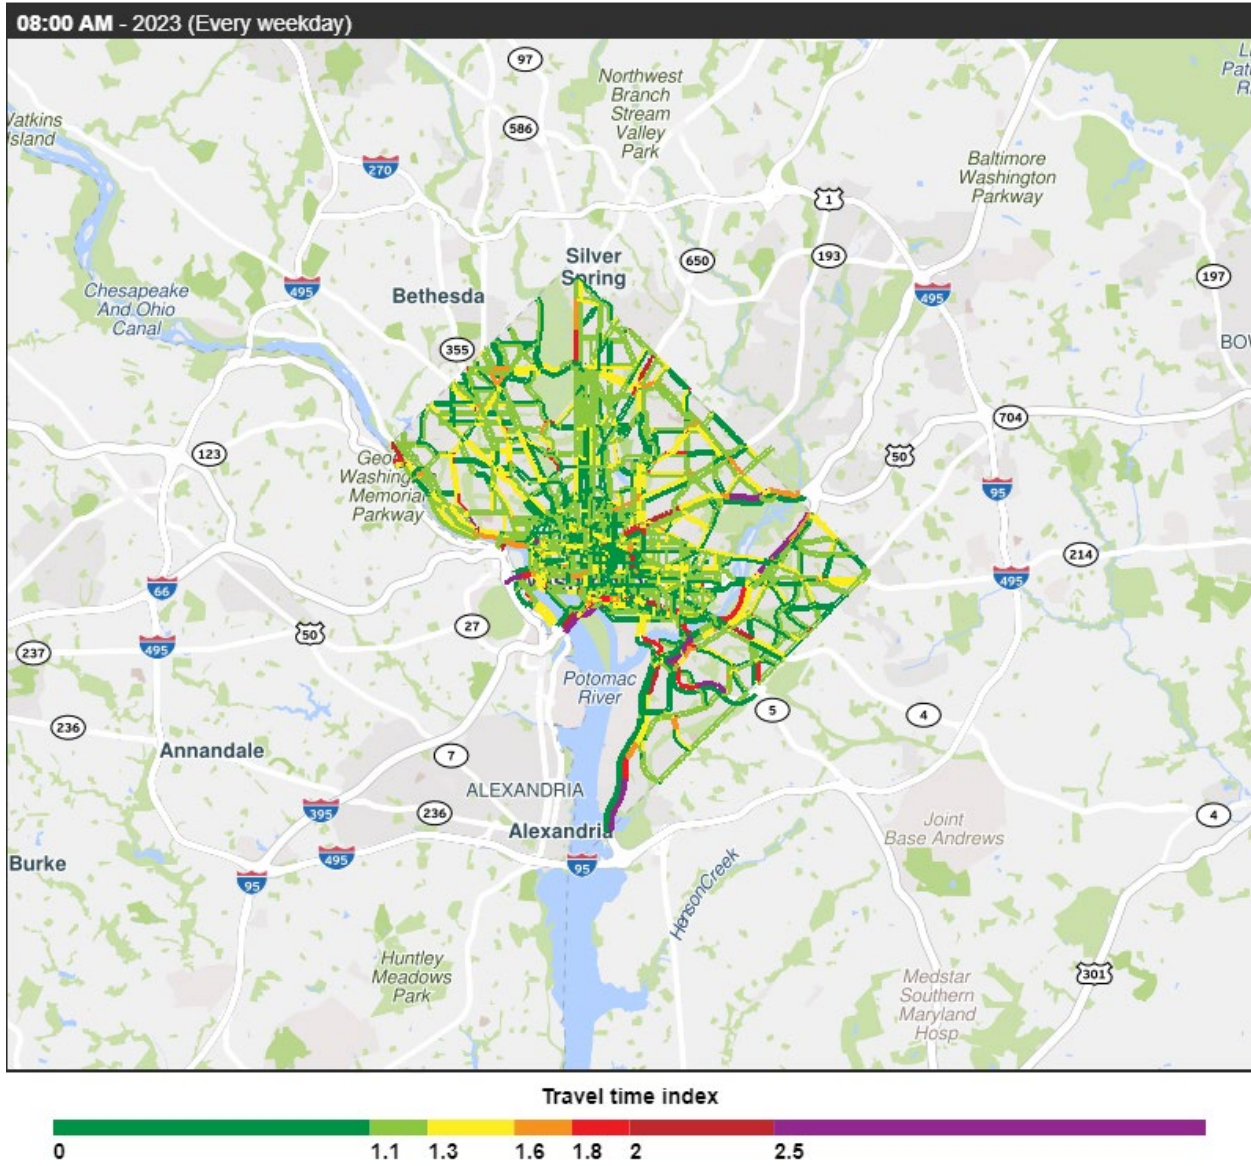 08:00 AM - 2023 (Every weekday)
97
Northwest
Branch
Stream
Valley
Park
586
270
Baltimore
Washington
Parkway
1
193
650
197
495
Silver
Spring
Bethesda
495
Chesapeake
And Ohio
Canal
355
704
50
123
Memorial
Parkway
95
214
495
66
50
27
237
495
Potomac
River
5
4
236
Annandale
7
ALEXANDRIA
395
236
Alexandria
495
95
95
Burke
Joint
Base Andrews
4
HensonCreek
Huntley
Meadows
Park
301
Medstar
Southern
Maryland
Hosp
Travel time index
0 1.1 1.3 1.6 1.8 2 2.5